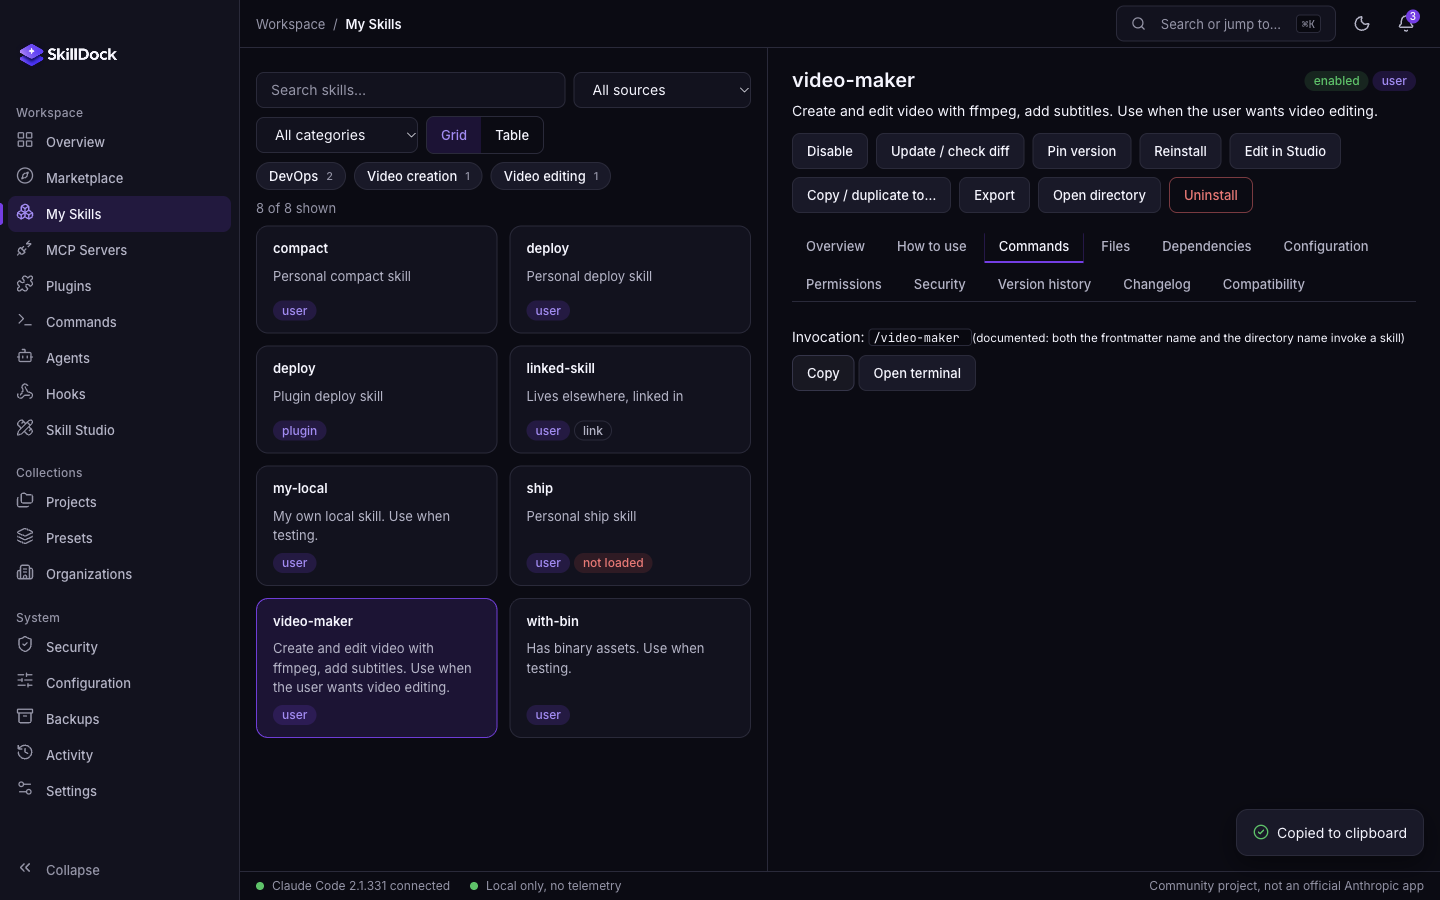 SkillDock
Workspace
Overview
Marketplace
My Skills
MCP Servers
Plugins
Commands
Agents
Hooks
Skill Studio
Collections
Projects
Presets
Organizations
System
Security
Configuration
Backups
Activity
Settings
Collapse
Workspace / My Skills
Search or jump to... ⌘K
3
Search skills...
All sources
All categories
Grid Table
DevOps 2 Video creation 1 Video editing 1
8 of 8 shown
compact
Personal compact skill
user
deploy
Personal deploy skill
user
deploy
Plugin deploy skill
plugin
linked-skill
Lives elsewhere, linked in
user link
my-local
My own local skill. Use when
testing.
user
ship
Personal ship skill
user not loaded
video-maker
Create and edit video with
ffmpeg, add subtitles. Use when
the user wants video editing.
user
with-bin
Has binary assets. Use when
testing.
user
video-maker
enabled user
Create and edit video with ffmpeg, add subtitles. Use when the user wants video editing.
Disable Update / check diff Pin version Reinstall Edit in Studio
Copy / duplicate to... Export Open directory Uninstall
Overview How to use Commands Files Dependencies Configuration
Permissions Security Version history Changelog Compatibility
Invocation: /video-maker (documented: both the frontmatter name and the directory name invoke a skill)
Copy Open terminal
Copied to clipboard
Claude Code 2.1.331 connected Local only, no telemetry
Community project, not an official Anthropic app